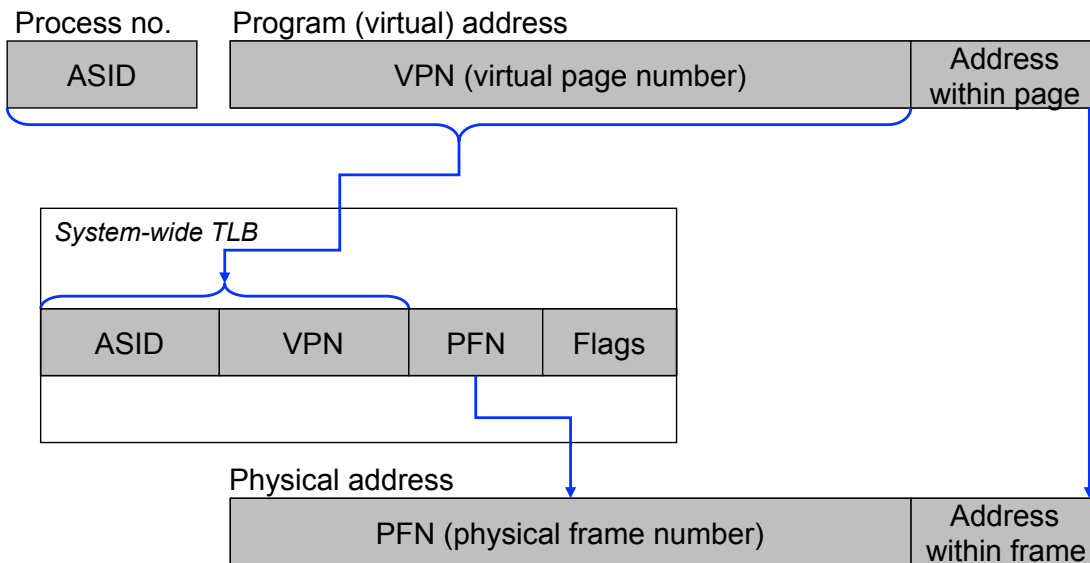 Process no.
Program (virtual) address
ASID
VPN (virtual page number)
Address
within page
System-wide TLB
ASID
VPN
PFN
Flags
Physical address
PFN (physical frame number)
Address
within frame